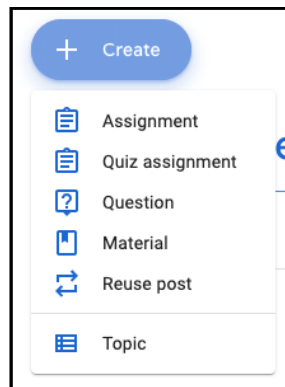 Create
Assignment
Quiz assignment
Question
Material
Reuse post
Topic